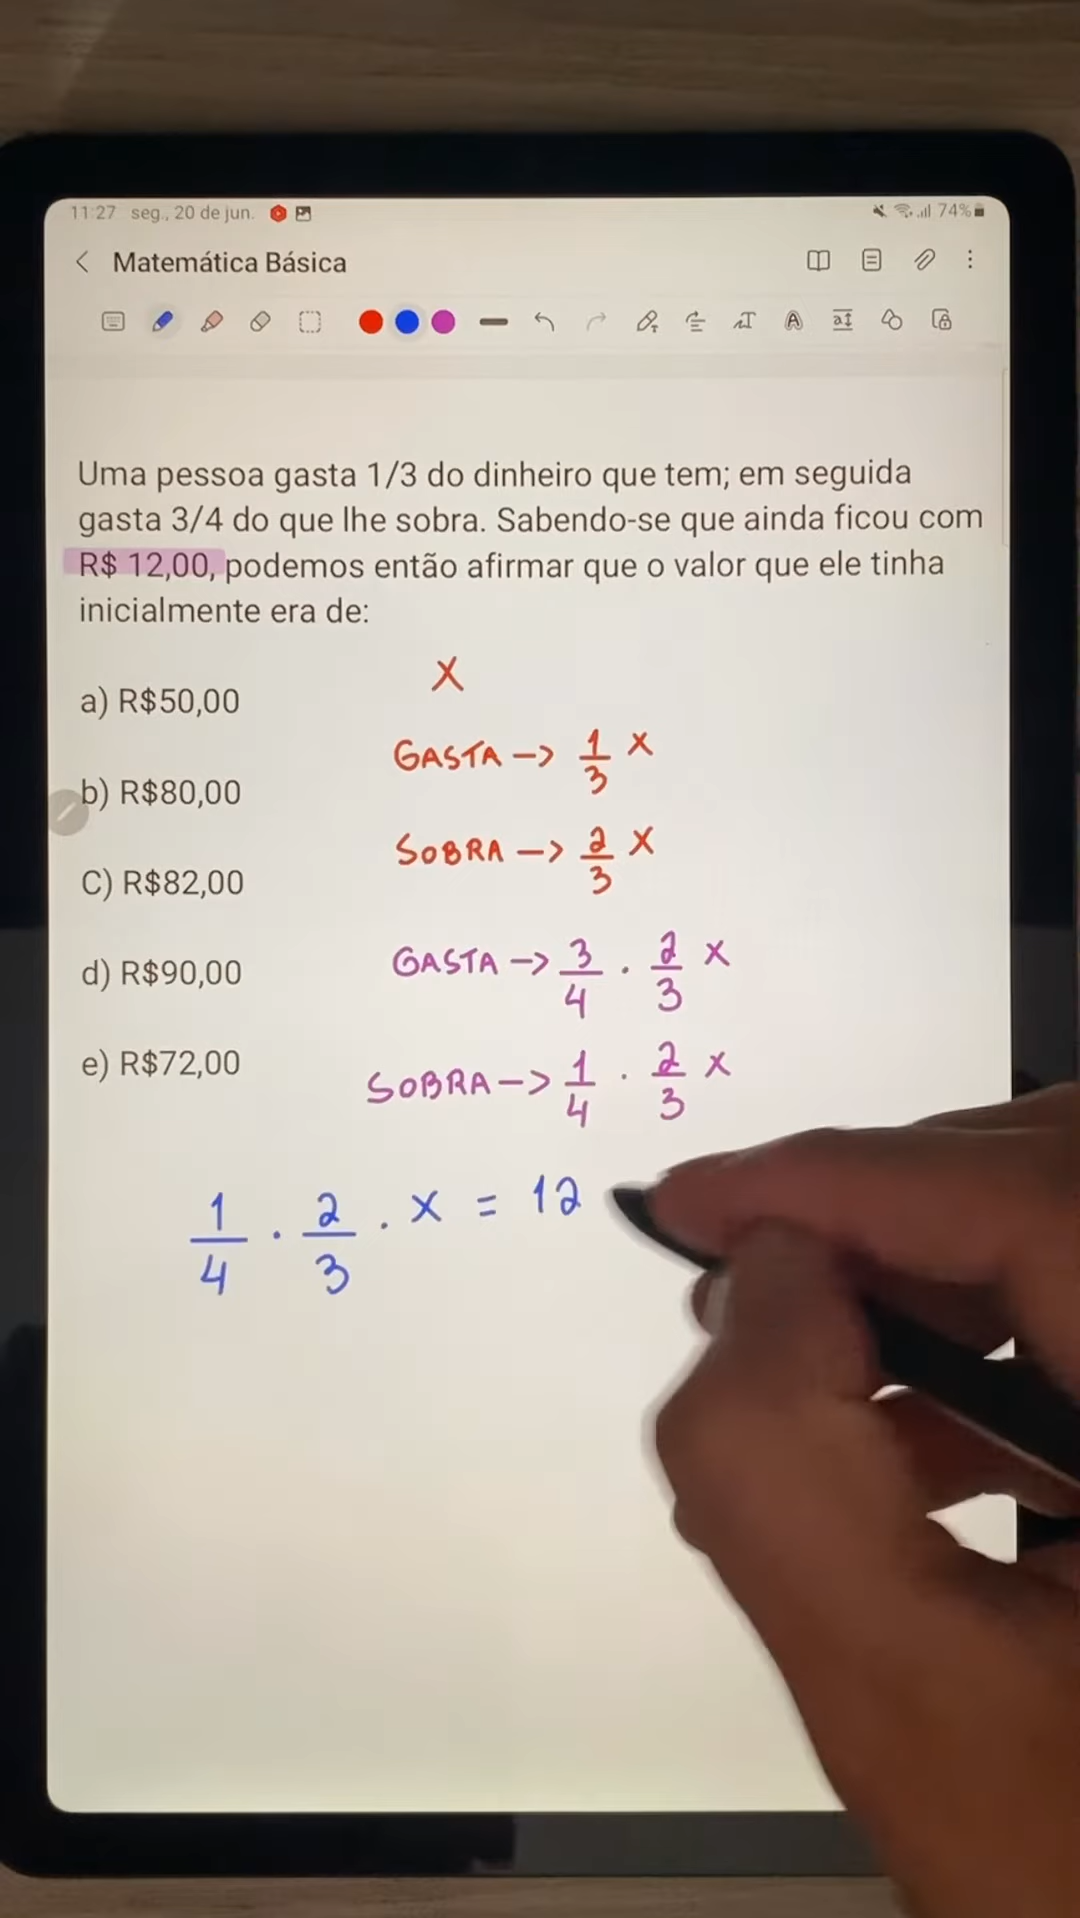 11:27 seg., 20 de jun. 74%
Matemática Básica
Uma pessoa gasta 1/3 do dinheiro que tem; em seguida
gasta 3/4 do que lhe sobra. Sabendo-se que ainda ficou com
R$ 12,00, podemos então afirmar que o valor que ele tinha
inicialmente era de:
X
a) R$50,00
GASTA -> 1/3 X
b) R$80,00
SOBRA -> 2/3 X
C) R$82,00
GASTA -> 3/4 . 2/3 X
d) R$90,00
SOBRA -> 1/4 . 2/3 X
e) R$72,00
1/4 . 2/3 . X = 12